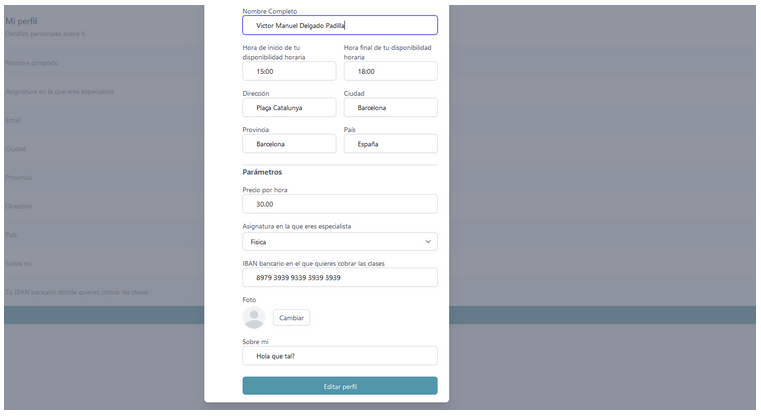 Mi perfil
Detalles personales sobre ti.
Nombre completo
Asignatura en la que eres especialista
Email
Ciudad
Provincia
Dirección
País
Sobre mi
Tu IBAN bancario donde quieres cobrar las clases
Nombre Completo
Victor Manuel Delgado Padilla
Hora de inicio de tu
disponibilidad horaria
Hora final de tu disponibilidad
horaria
15:00
18:00
Dirección
Ciudad
Plaça Catalunya
Barcelona
Provincia
País
Barcelona
España
Parámetros
Precio por hora
30.00
Asignatura en la que eres especialista
Física
IBAN bancario en el que quieres cobrar las clases
8979 3939 9339 3939 3939
Foto
Cambiar
Sobre mi
Hola que tal?
Editar perfil